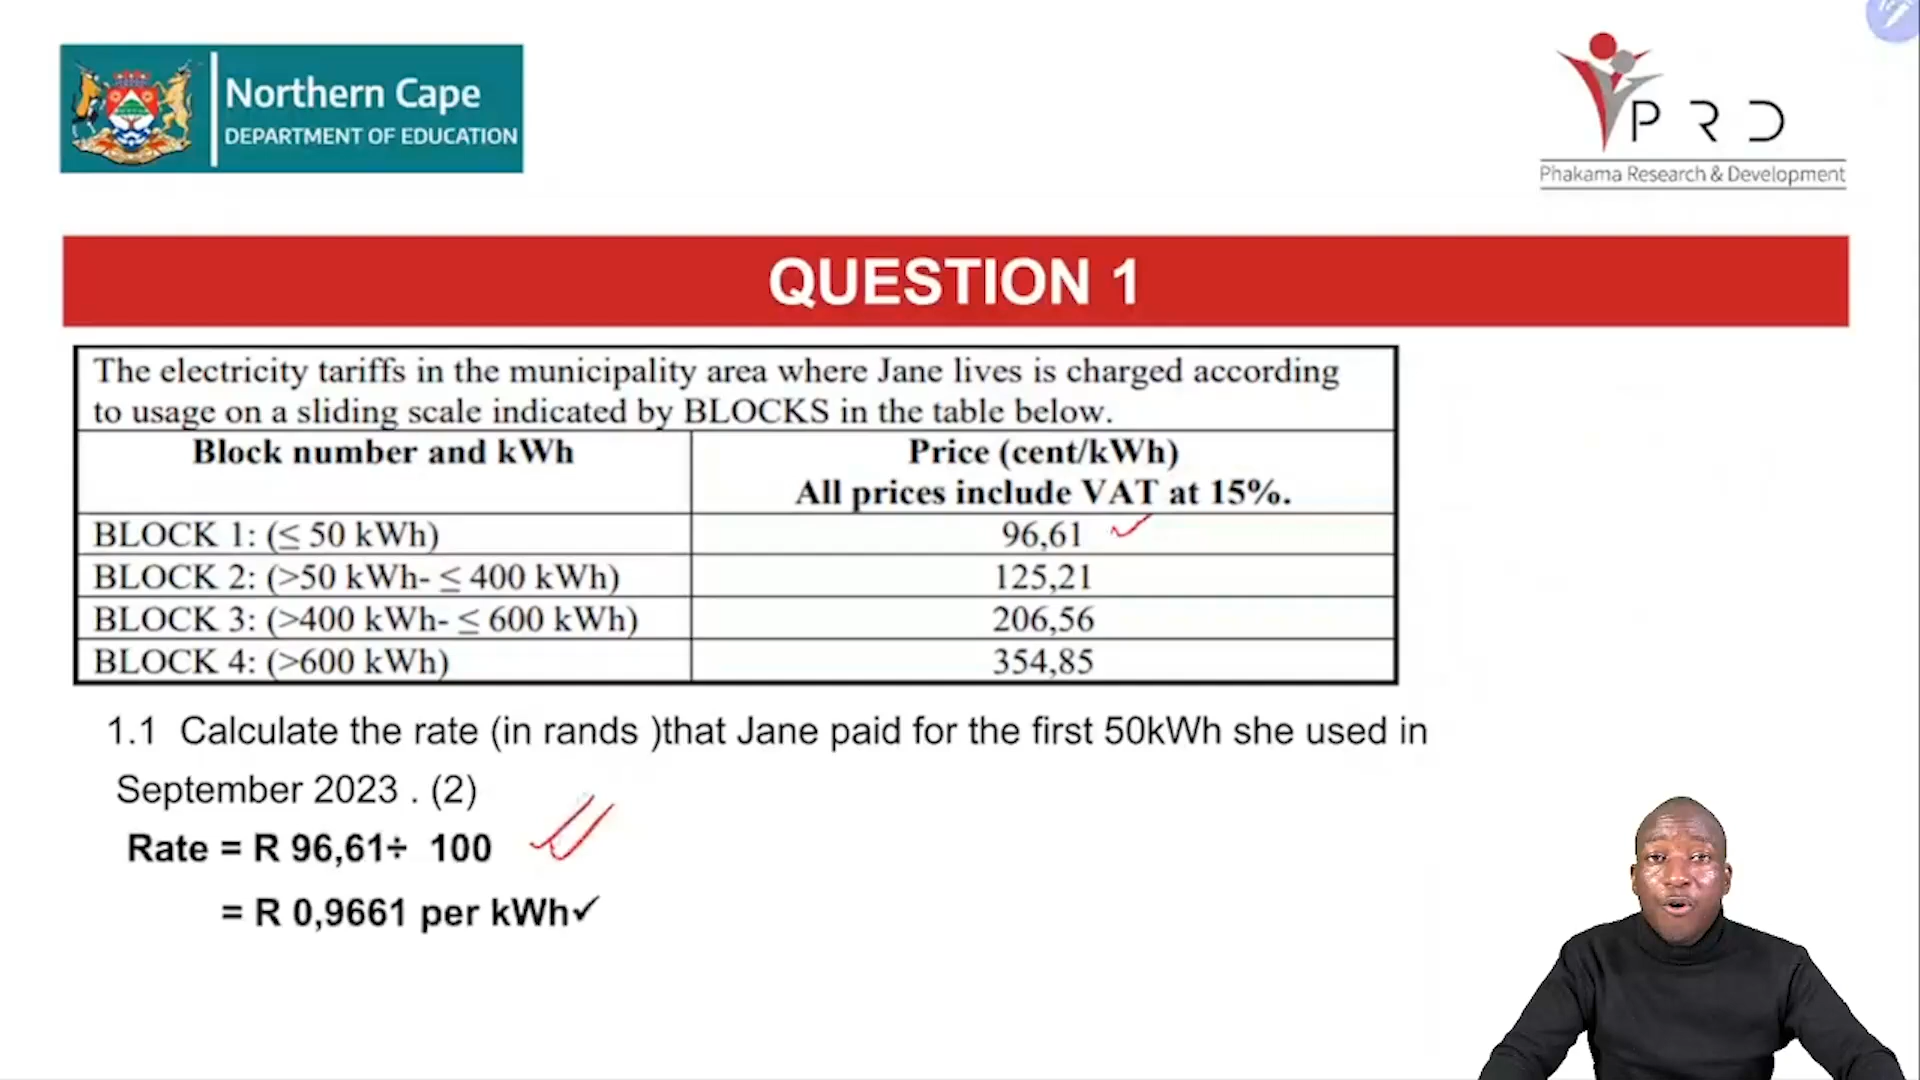 Northern Cape
DEPARTMENT OF EDUCATION
PRD
Phakama Research & Development
QUESTION 1
The electricity tariffs in the municipality area where Jane lives is charged according
to usage on a sliding scale indicated by BLOCKS in the table below.
Block number and kWh
Price (cent/kWh)
All prices include VAT at 15%.
BLOCK 1: (≤ 50 kWh) 96,61
BLOCK 2: (>50 kWh- ≤ 400 kWh) 125,21
BLOCK 3: (>400 kWh- ≤ 600 kWh) 206,56
BLOCK 4: (>600 kWh) 354,85
1.1 Calculate the rate (in rands )that Jane paid for the first 50kWh she used in
September 2023 . (2)
Rate = R 96,61÷ 100
= R 0,9661 per kWh✓